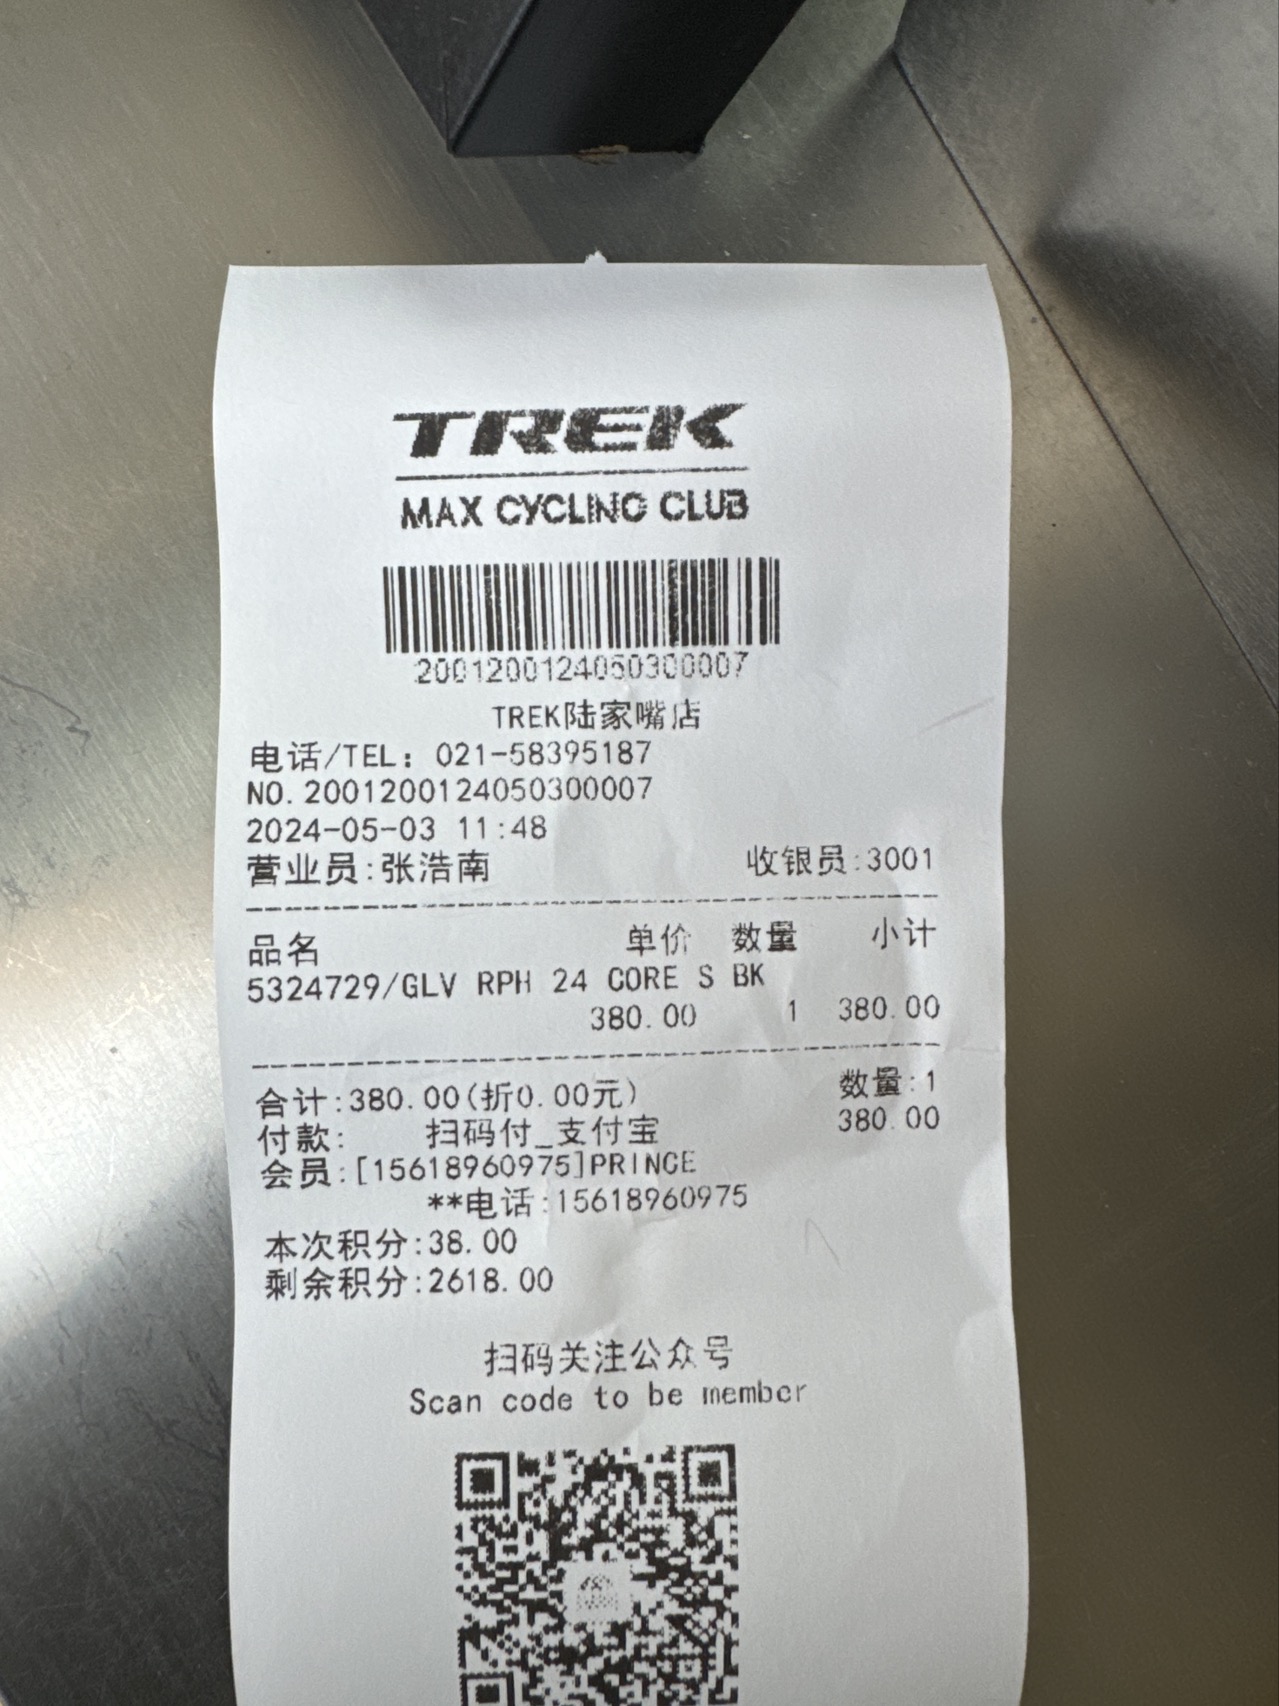 TREK
MAX CYCLING CLUB
2001200124050300007
TREK陆家嘴店
电话/TEL: 021-58395187
NO.2001200124050300007
2024-05-03 11:48
营业员:张浩南 收银员:3001
品名 单价 数量 小计
5324729/GLV RPH 24 CORE S BK
380.00 1 380.00
合计:380.00(折0.00元) 数量:1
付款: 扫码付_支付宝 380.00
会员:[15618960975]PRINCE
**电话:15618960975
本次积分:38.00
剩余积分:2618.00
扫码关注公众号
Scan code to be member